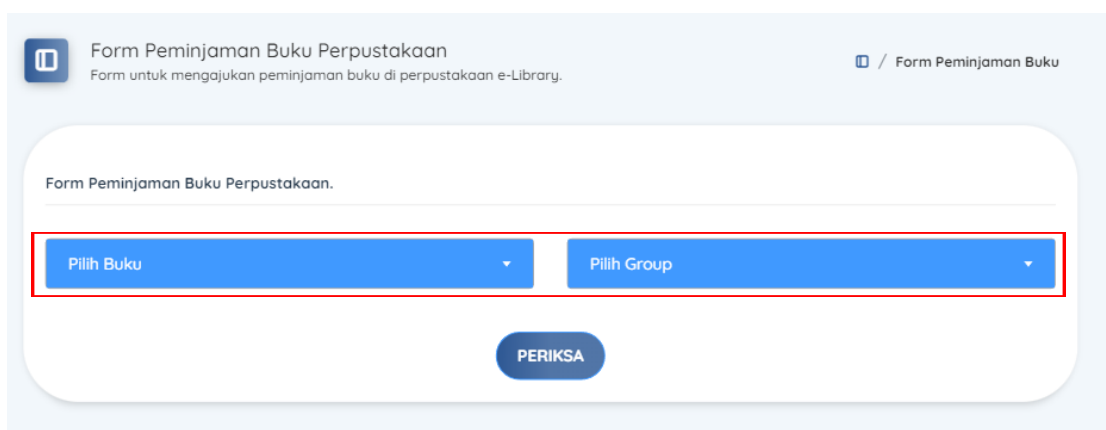 Form Peminjaman Buku Perpustakaan
Form untuk mengajukan peminjaman buku di perpustakaan e-Library.
/ Form Peminjaman Buku
Form Peminjaman Buku Perpustakaan.
Pilih Buku
Pilih Group
PERIKSA